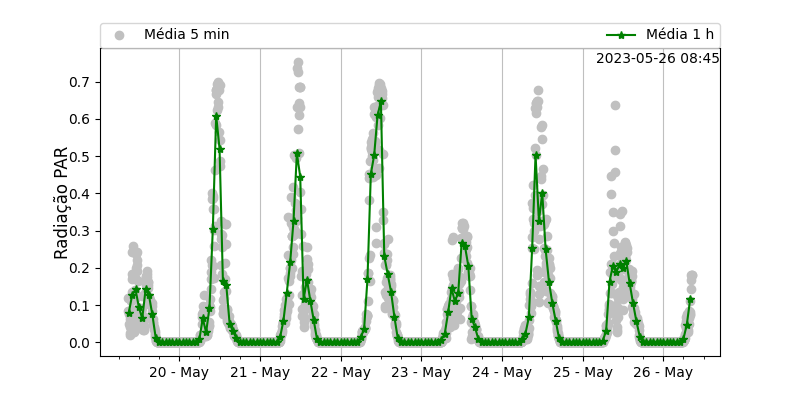 Média 5 min
Média 1 h
2023-05-26 08:45
Radiação PAR
0.7
0.6
0.5
0.4
0.3
0.2
0.1
0.0
20 - May
21 - May
22 - May
23 - May
24 - May
25 - May
26 - May